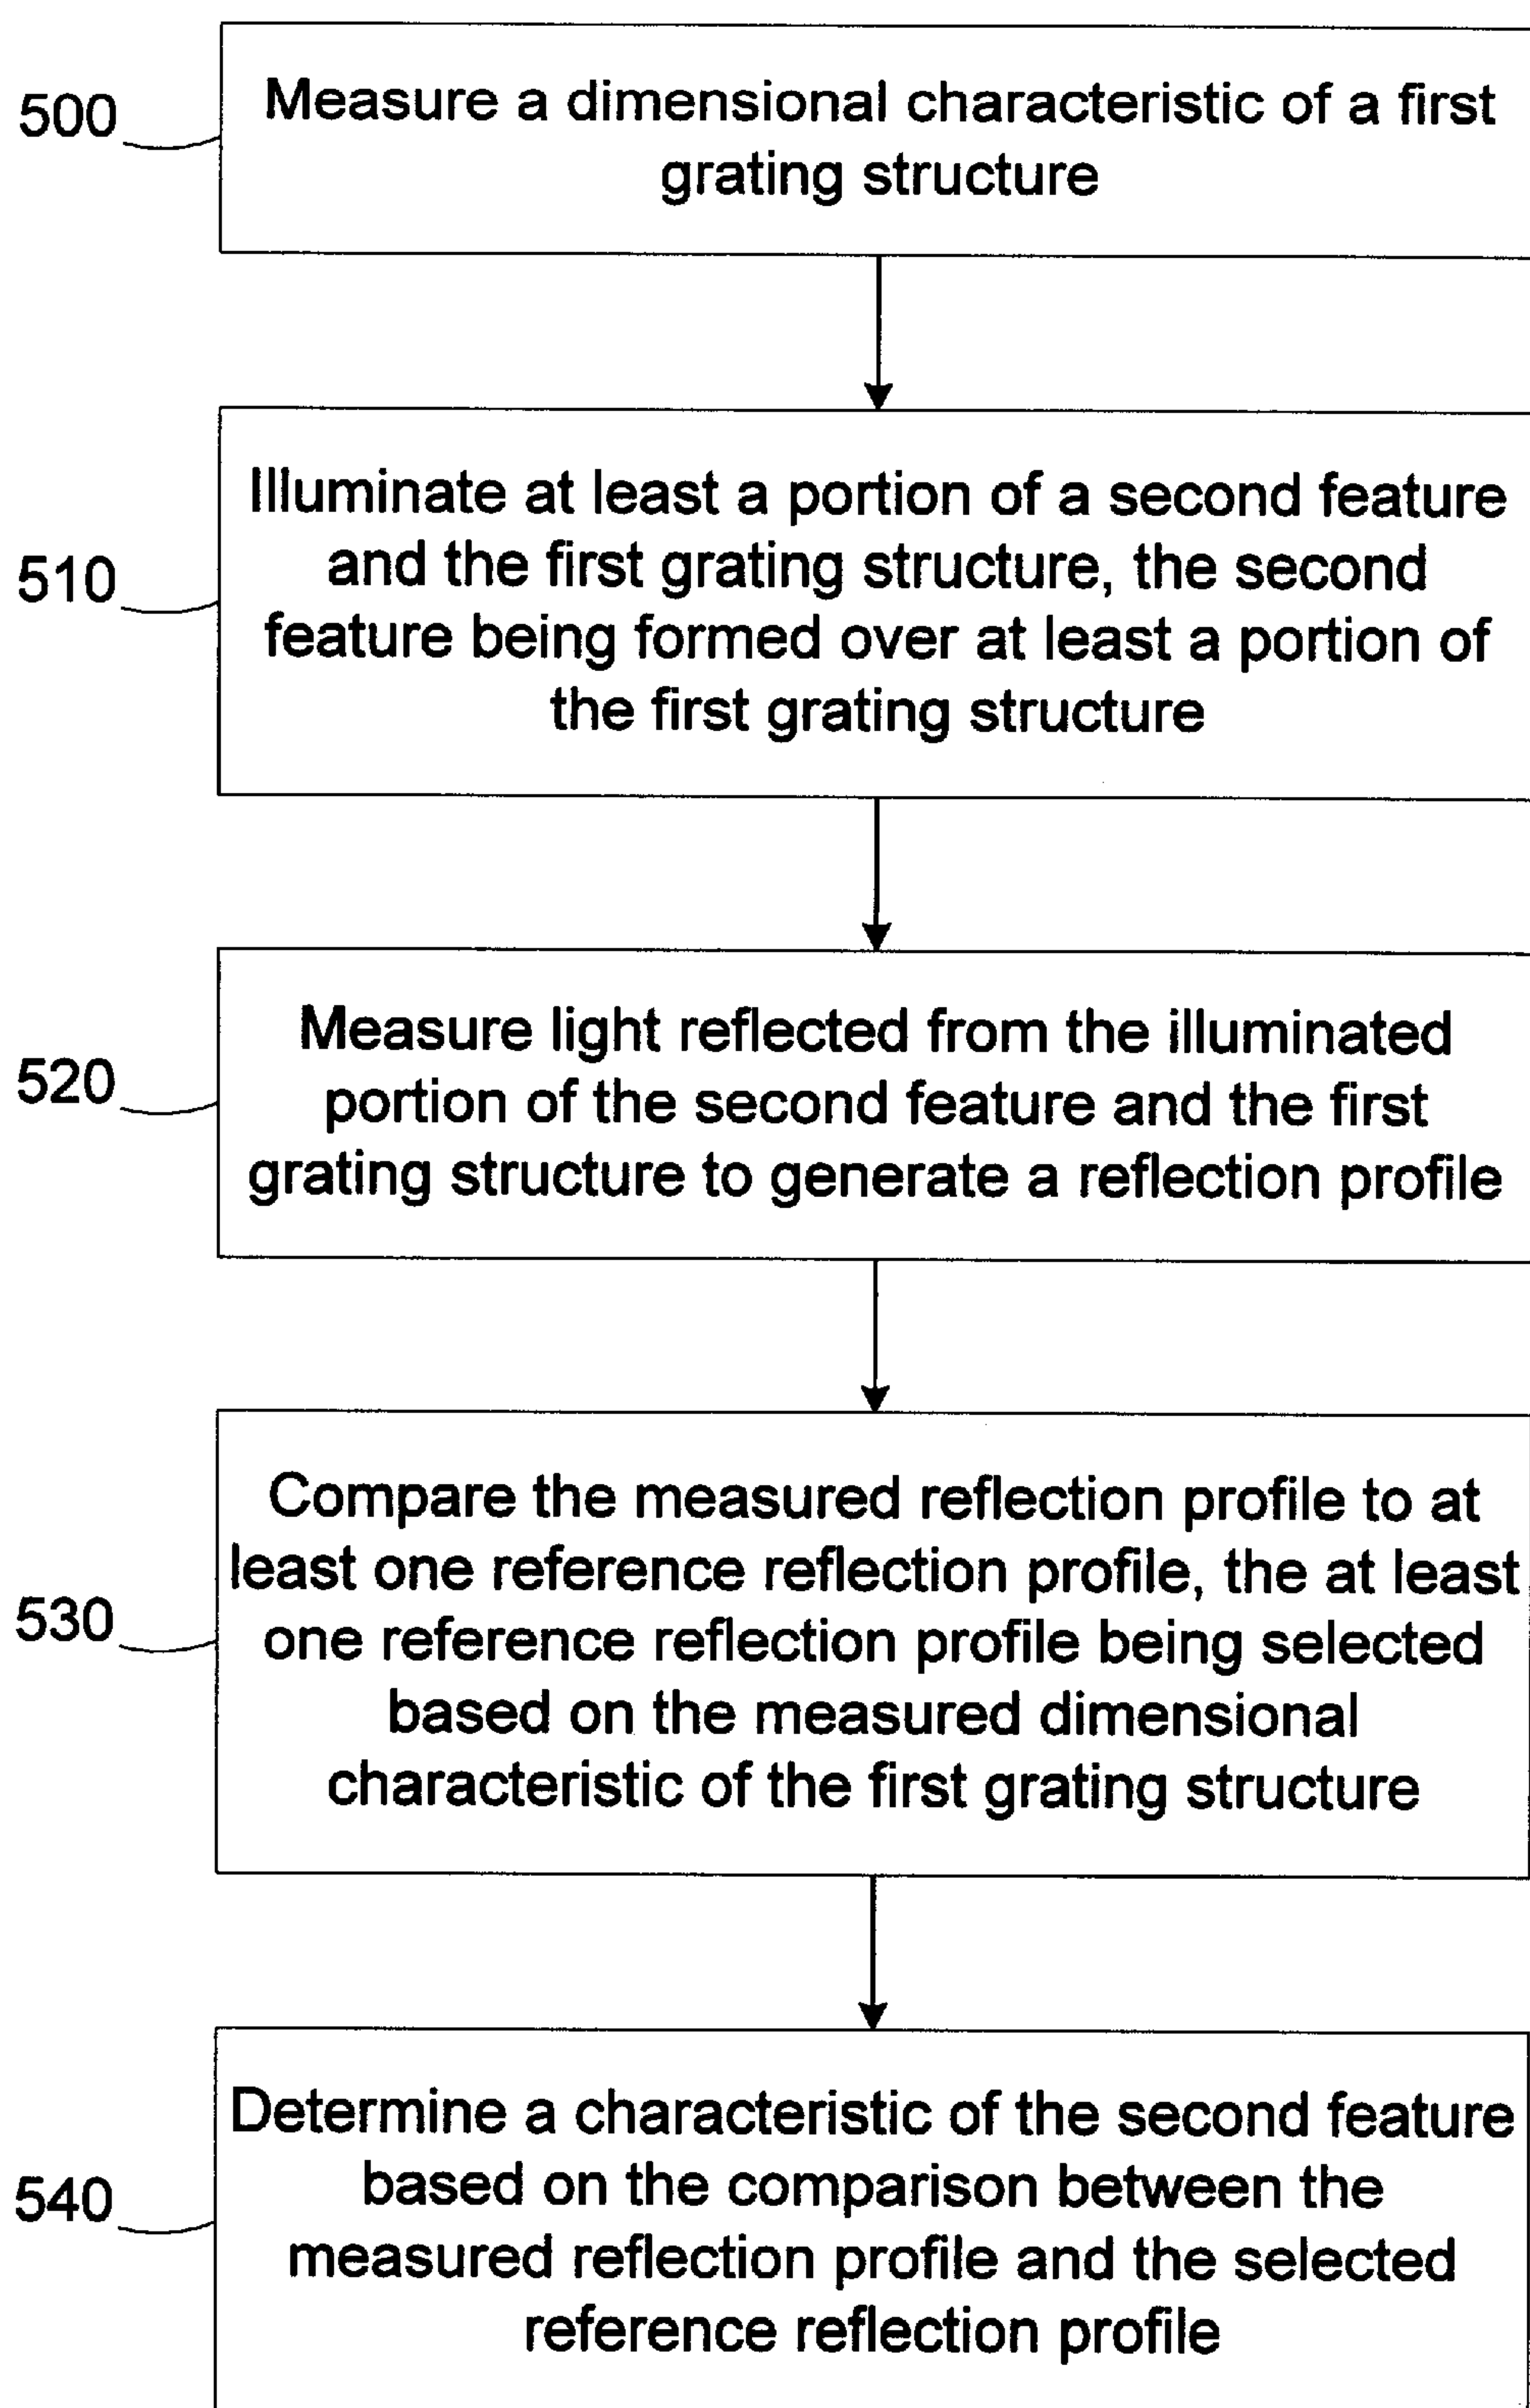 500
Measure a dimensional characteristic of a first
grating structure
510
Illuminate at least a portion of a second feature
and the first grating structure, the second
feature being formed over at least a portion of
the first grating structure
520
Measure light reflected from the illuminated
portion of the second feature and the first
grating structure to generate a reflection profile
530
Compare the measured reflection profile to at
least one reference reflection profile, the at least
one reference reflection profile being selected
based on the measured dimensional
characteristic of the first grating structure
540
Determine a characteristic of the second feature
based on the comparison between the
measured reflection profile and the selected
reference reflection profile